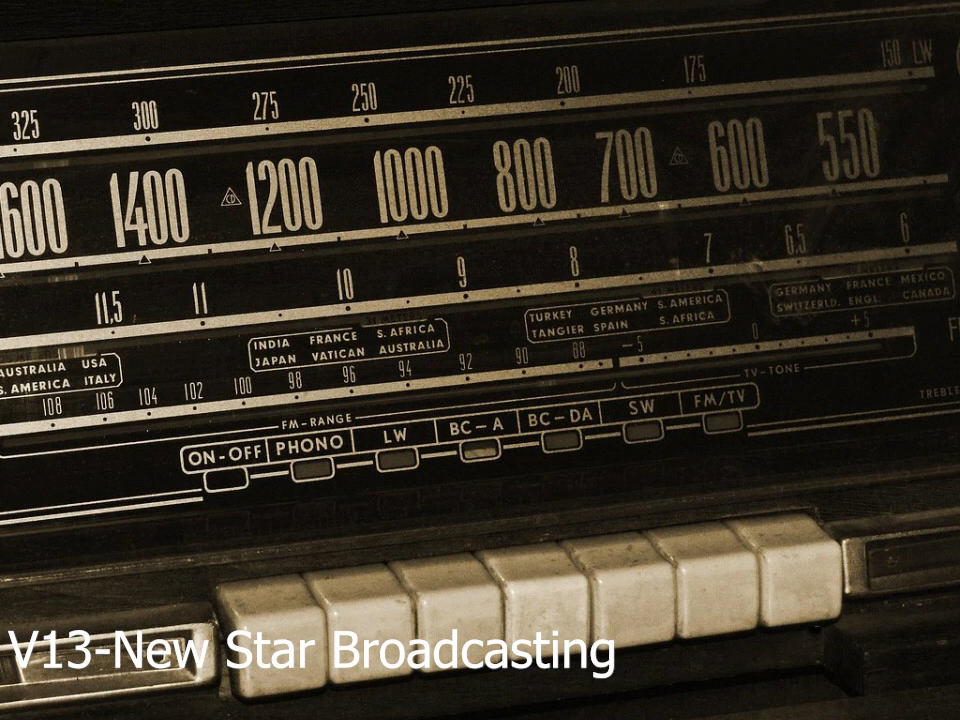 325 300 275 250 225 200 175 150 LW
1600 1400 CD 1200 1000 800 700 CD 600 550
11,5 11 10 9 8 7 6,5 6
AUSTRALIA USA
S. AMERICA ITALY
INDIA FRANCE S. AFRICA
JAPAN VATICAN AUSTRALIA
TURKEY GERMANY S. AMERICA
TANGIER SPAIN S. AFRICA
GERMANY FRANCE MEXICO
SWITZERLD. ENGL. CANADA
108 106 104 102 100 98 96 94 92 90 88 -5 0 +5
FM-RANGE
TV-TONE
TREBLE
ON-OFF PHONO LW BC-A BC-DA SW FM/TV
V13-New Star Broadcasting